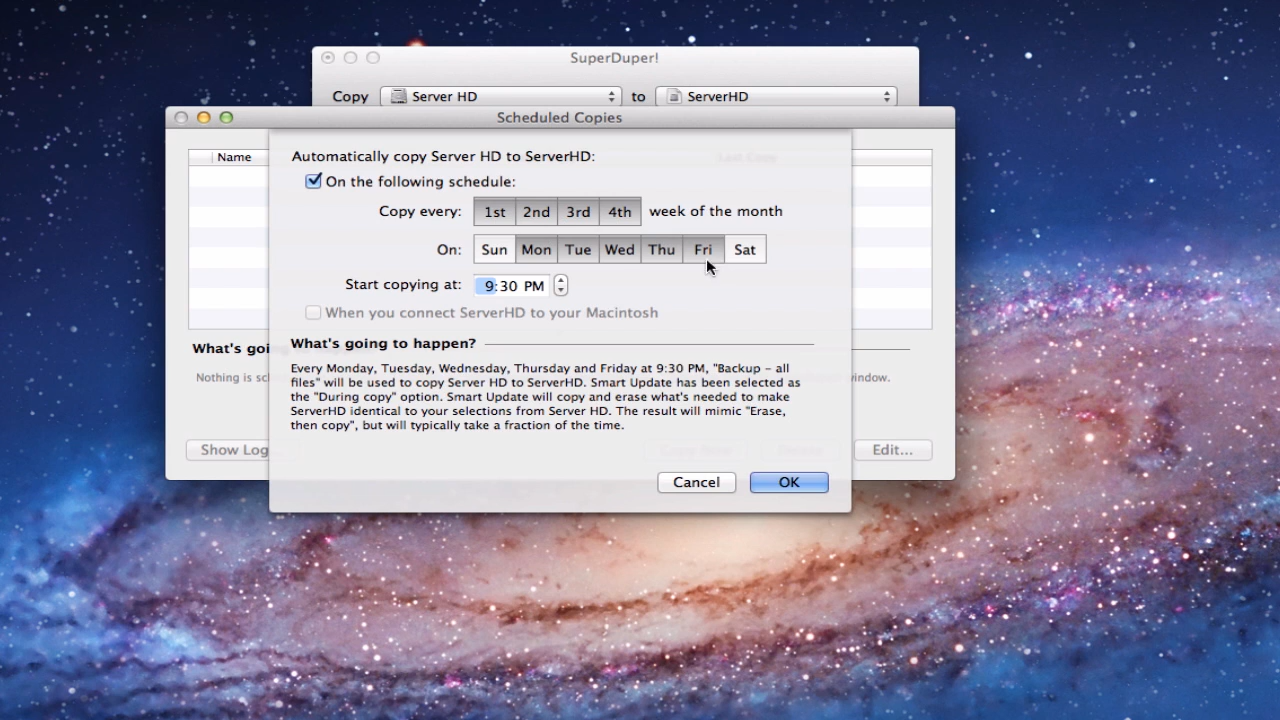 SuperDuper!
Copy Server HD to ServerHD
Scheduled Copies
Name
Automatically copy Server HD to ServerHD:
On the following schedule:
Copy every: 1st 2nd 3rd 4th week of the month
On: Sun Mon Tue Wed Thu Fri Sat
Start copying at: 9:30 PM
When you connect ServerHD to your Macintosh
What's goi
What's going to happen?
Nothing is sch
window.
Every Monday, Tuesday, Wednesday, Thursday and Friday at 9:30 PM, "Backup - all
files" will be used to copy Server HD to ServerHD. Smart Update has been selected as
the "During copy" option. Smart Update will copy and erase what's needed to make
ServerHD identical to your selections from Server HD. The result will mimic "Erase,
then copy", but will typically take a fraction of the time.
Show Log... Edit...
Cancel OK